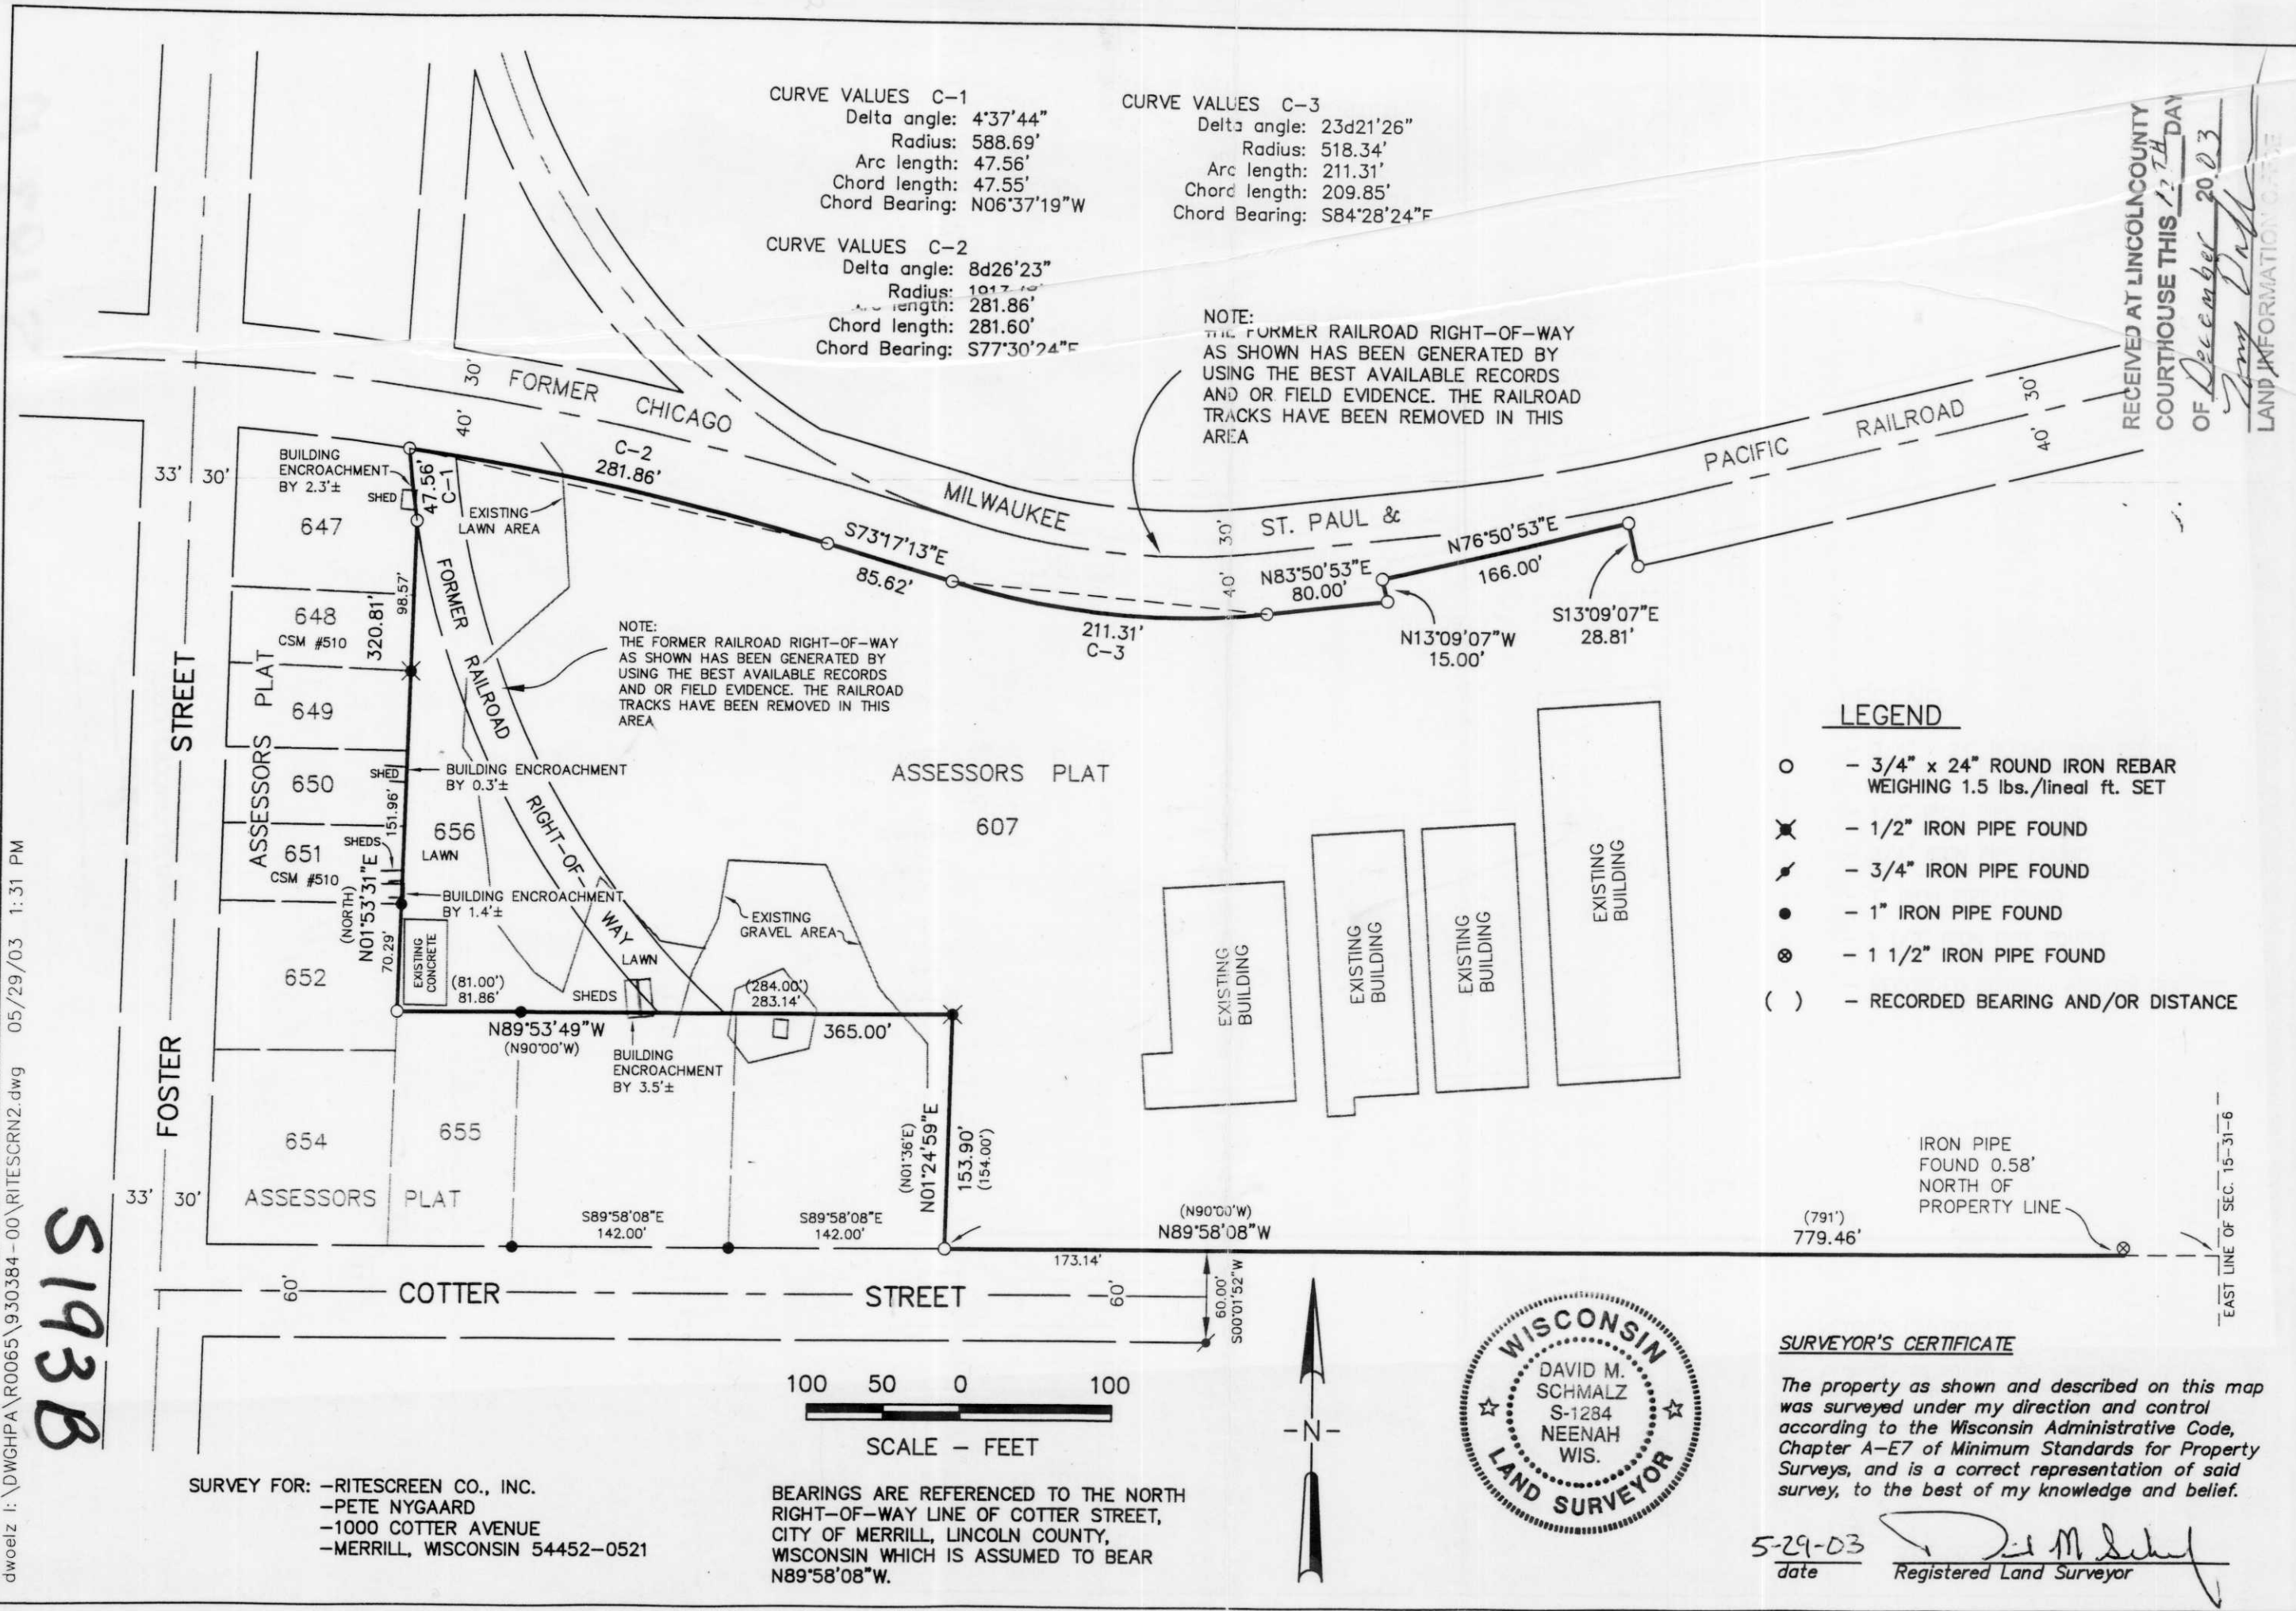 CURVE VALUES C-1
Delta angle: 4°37'44"
Radius: 588.69'
Arc length: 47.56'
Chord length: 47.55'
Chord Bearing: N06°37'19"W
CURVE VALUES C-2
Delta angle: 8d26'23"
Radius:
length: 281.86'
Chord length: 281.60'
Chord Bearing: S77°30'24"E
CURVE VALUES C-3
Delta angle: 23d21'26"
Radius: 518.34'
Arc length: 211.31'
Chord length: 209.85'
Chord Bearing: S84°28'24"E
NOTE:
THE FORMER RAILROAD RIGHT-OF-WAY
AS SHOWN HAS BEEN GENERATED BY
USING THE BEST AVAILABLE RECORDS
AND OR FIELD EVIDENCE. THE RAILROAD
TRACKS HAVE BEEN REMOVED IN THIS
AREA
RECEIVED AT LINCOLN COUNTY
COURTHOUSE THIS 12TH DAY
OF December 2003
LAND INFORMATION OFFICE
30'
40'
FORMER
CHICAGO
MILWAUKEE
ST. PAUL &
PACIFIC
RAILROAD
30'
40'
30'
40'
33'
30'
BUILDING
ENCROACHMENT
BY 2.3'±
SHED
47.56'
C-1
C-2
281.86'
EXISTING
LAWN AREA
S73°17'13"E
85.62'
211.31'
C-3
N83°50'53"E
80.00'
N13°09'07"W
15.00'
N76°50'53"E
166.00'
S13°09'07"E
28.81'
647
648
CSM #510
649
650
651
CSM #510
652
654
655
656
LAWN
ASSESSORS PLAT
320.81'
98.57'
151.96'
70.29'
(NORTH)
N01°53'31"E
FORMER RAILROAD RIGHT-OF-WAY
NOTE:
THE FORMER RAILROAD RIGHT-OF-WAY
AS SHOWN HAS BEEN GENERATED BY
USING THE BEST AVAILABLE RECORDS
AND OR FIELD EVIDENCE. THE RAILROAD
TRACKS HAVE BEEN REMOVED IN THIS
AREA
SHED
BUILDING ENCROACHMENT
BY 0.3'±
SHEDS
BUILDING ENCROACHMENT
BY 1.4'±
EXISTING
CONCRETE
(81.00')
81.86'
SHEDS
LAWN
EXISTING
GRAVEL AREA
(284.00')
283.14'
365.00'
N89°53'49"W
(N90°00'W)
BUILDING
ENCROACHMENT
BY 3.5'±
ASSESSORS PLAT
607
EXISTING
BUILDING
EXISTING
BUILDING
EXISTING
BUILDING
EXISTING
BUILDING
LEGEND
- 3/4" x 24" ROUND IRON REBAR
WEIGHING 1.5 lbs./lineal ft. SET
- 1/2" IRON PIPE FOUND
- 3/4" IRON PIPE FOUND
- 1" IRON PIPE FOUND
- 1 1/2" IRON PIPE FOUND
( ) - RECORDED BEARING AND/OR DISTANCE
(N01°36'E)
N01°24'59"E
153.90'
(154.00')
33'
30'
ASSESSORS PLAT
S89°58'08"E
142.00'
S89°58'08"E
142.00'
(N90°00'W)
N89°58'08"W
173.14'
(791')
779.46'
IRON PIPE
FOUND 0.58'
NORTH OF
PROPERTY LINE
EAST LINE OF SEC. 15-31-6
FOSTER STREET
60'
COTTER STREET
60'
60.00'
S00°01'52"W
100 50 0 100
SCALE - FEET
-N-
WISCONSIN
DAVID M.
SCHMALZ
S-1284
NEENAH
WIS.
LAND SURVEYOR
SURVEYOR'S CERTIFICATE
The property as shown and described on this map
was surveyed under my direction and control
according to the Wisconsin Administrative Code,
Chapter A-E7 of Minimum Standards for Property
Surveys, and is a correct representation of said
survey, to the best of my knowledge and belief.
5-29-03
date
Registered Land Surveyor
SURVEY FOR: -RITESCREEN CO., INC.
-PETE NYGAARD
-1000 COTTER AVENUE
-MERRILL, WISCONSIN 54452-0521
BEARINGS ARE REFERENCED TO THE NORTH
RIGHT-OF-WAY LINE OF COTTER STREET,
CITY OF MERRILL, LINCOLN COUNTY,
WISCONSIN WHICH IS ASSUMED TO BEAR
N89°58'08"W.
dwoelz I:\DWGHPA\R0065\930384-00\RITESCRN2.dwg 05/29/03 1:31 PM
S193B